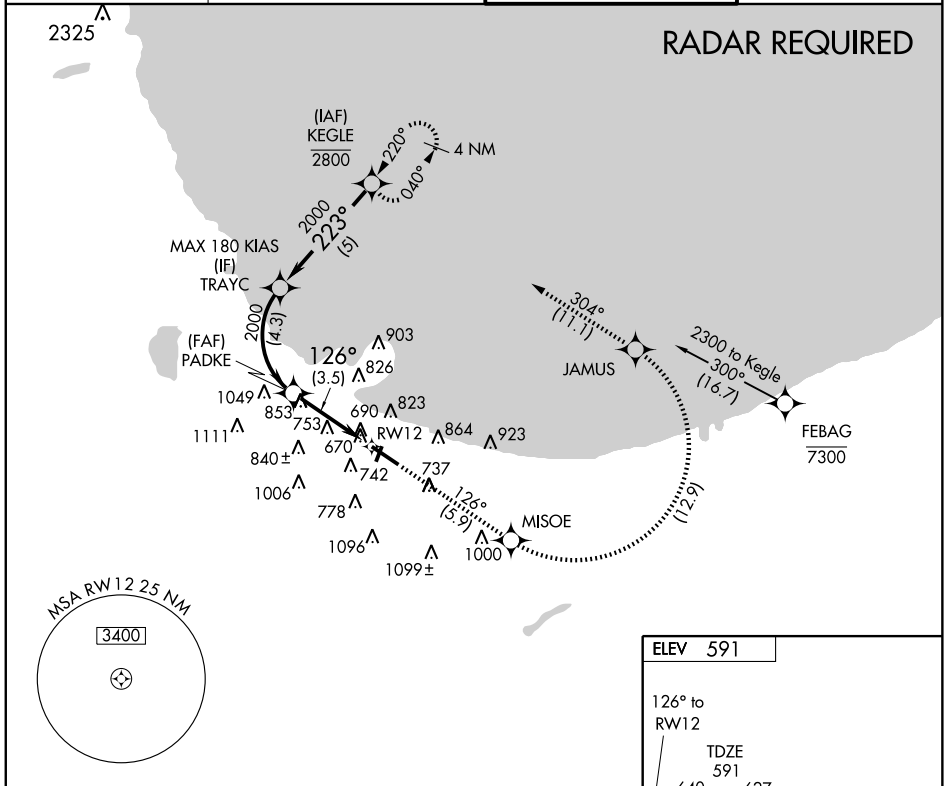 2325
RADAR REQUIRED
(IAF)
KEGLE
2800
220°
040°
4 NM
2000
223°
(5)
MAX 180 KIAS
(IF)
TRAYC
2000
(4.3)
(FAF)
PADKE
126°
(3.5)
903
826
304°
(11.1)
JAMUS
2300 to Kegle
300°
(16.7)
FEBAG
7300
1049
853
753
690
823
RW12
864
923
1111
840±
670
742
737
1006
778
126°
(5.9)
MISOE
(12.9)
1096
1099±
1000
MSA RW12 25 NM
3400
ELEV 591
126° to
RW12
TDZE
591